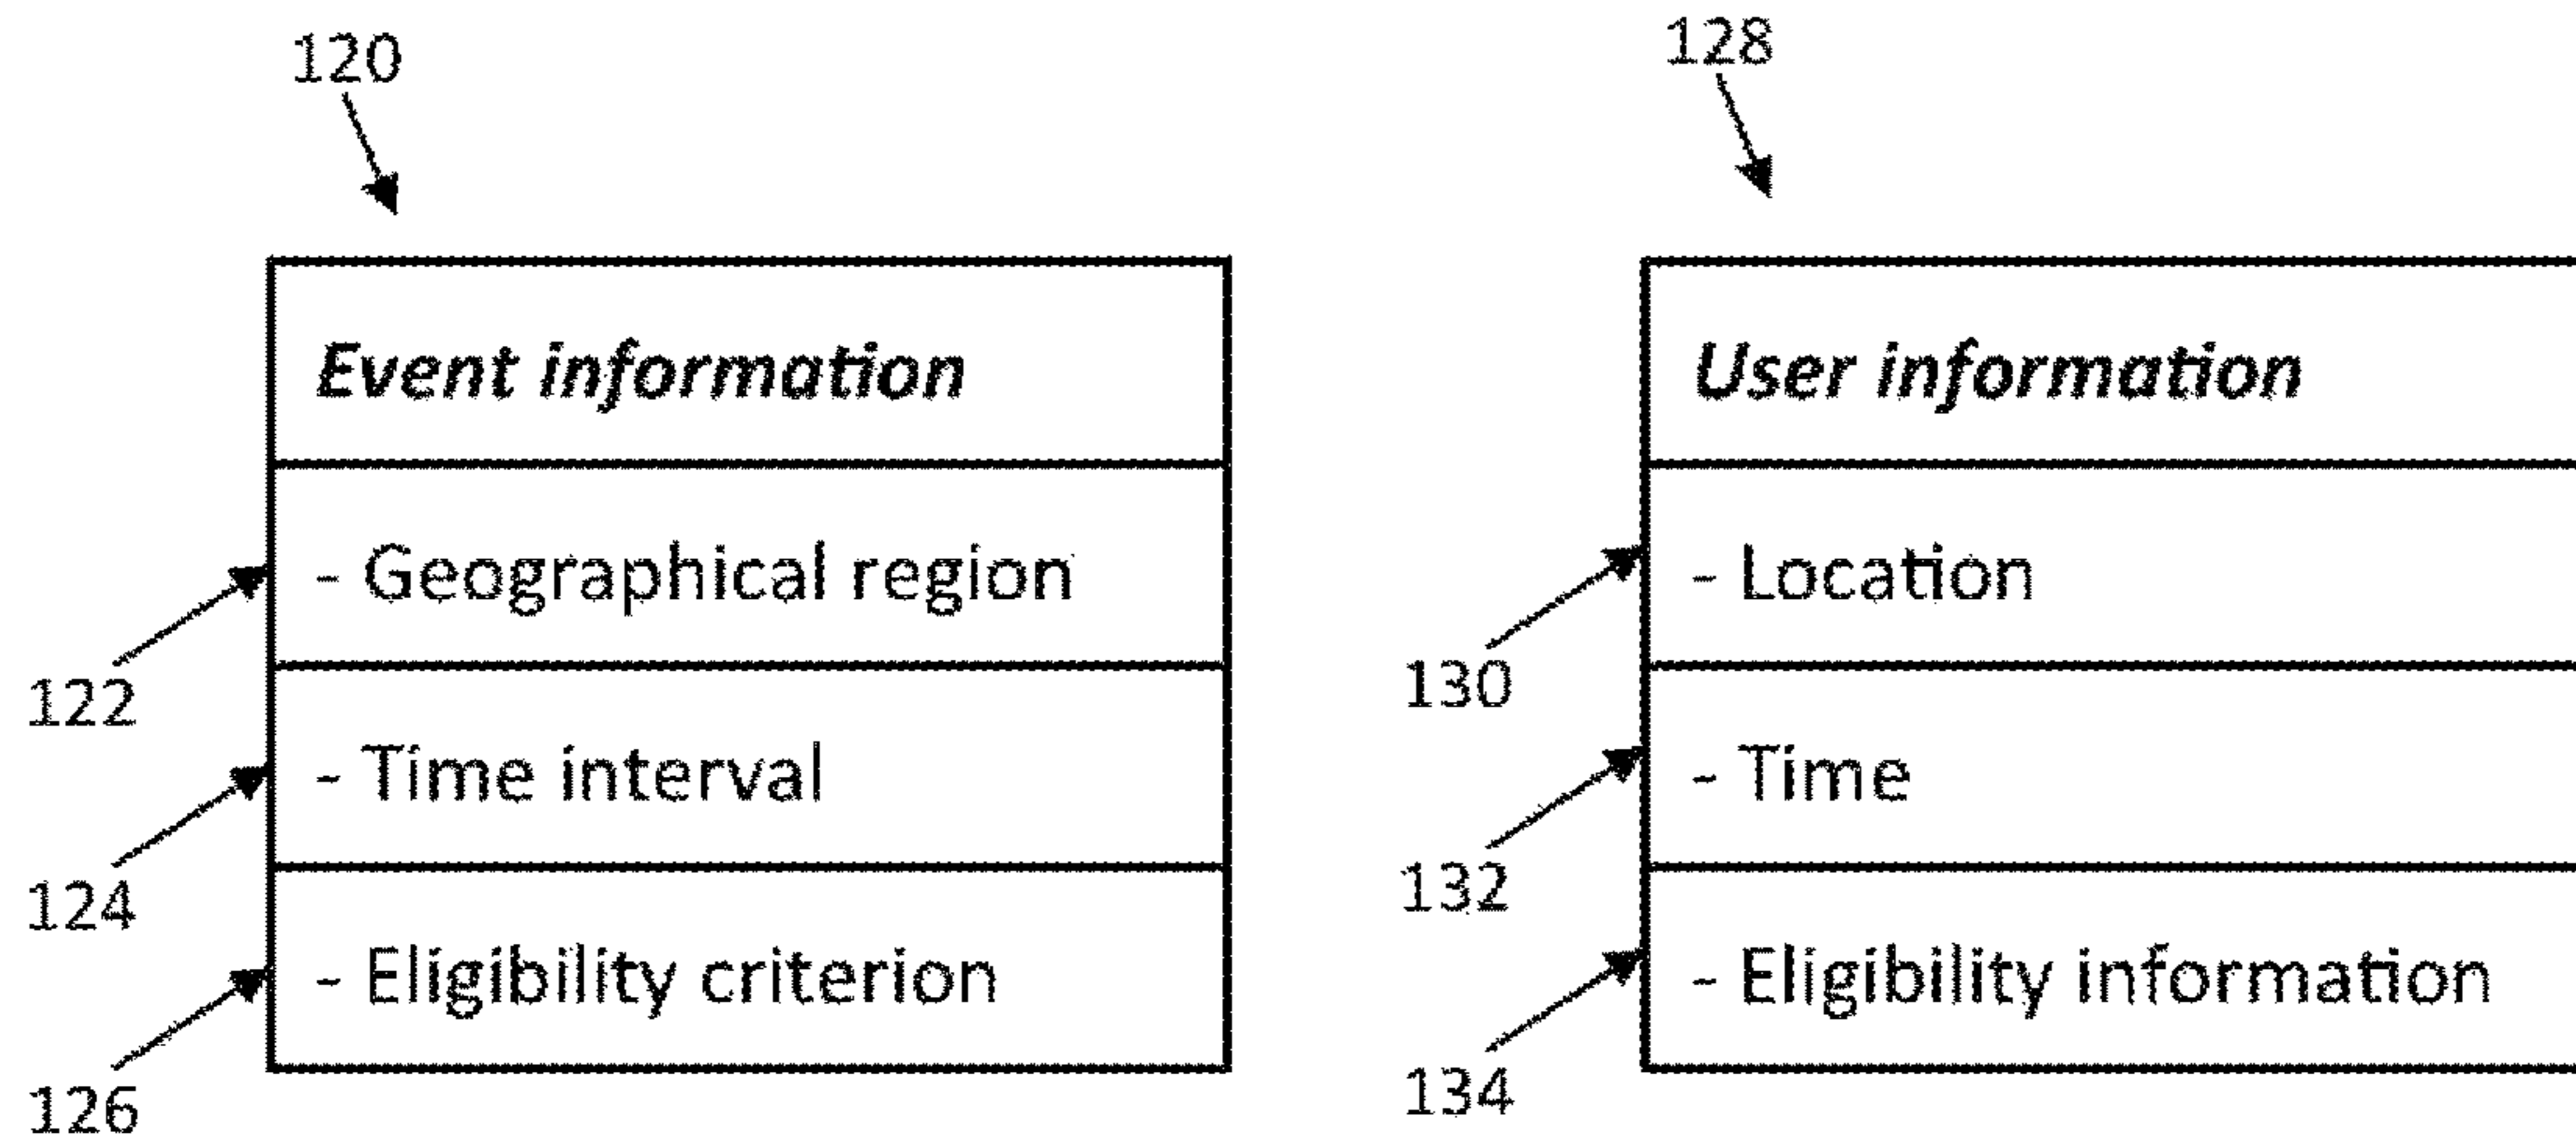 120
Event information
- Geographical region
122
- Time interval
124
- Eligibility criterion
126
128
User information
- Location
130
- Time
132
- Eligibility information
134